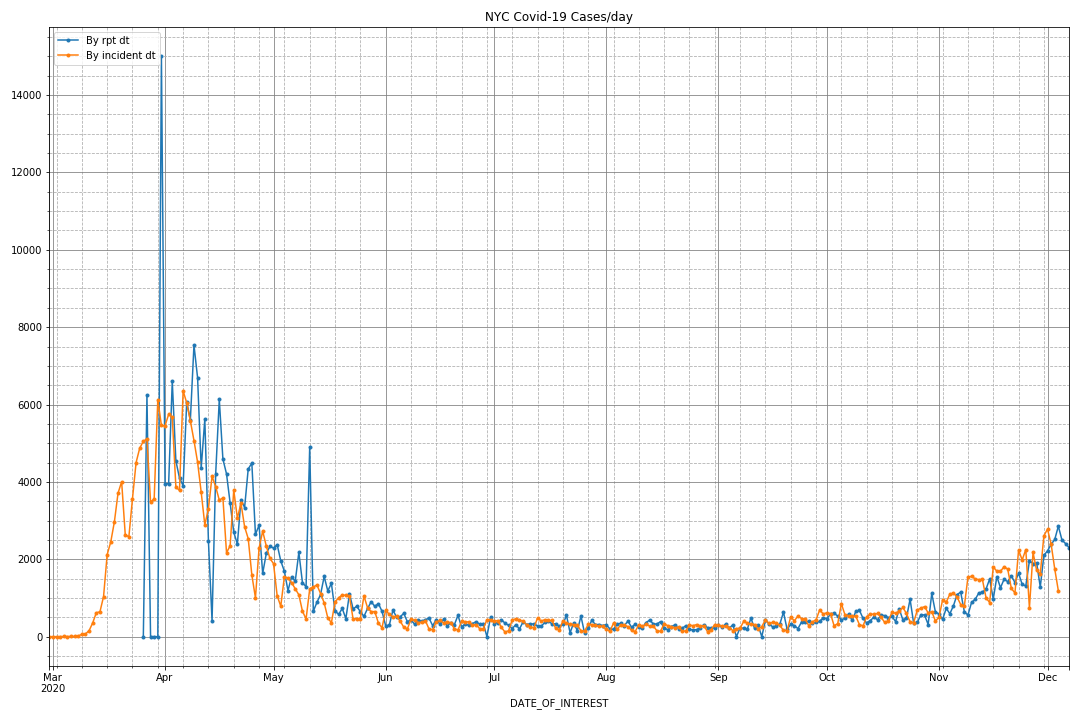 NYC Covid-19 Cases/day
By rpt dt
By incident dt
14000
12000
10000
8000
6000
4000
2000
0
Mar Apr May Jun Jul Aug Sep Oct Nov Dec
2020
DATE_OF_INTEREST